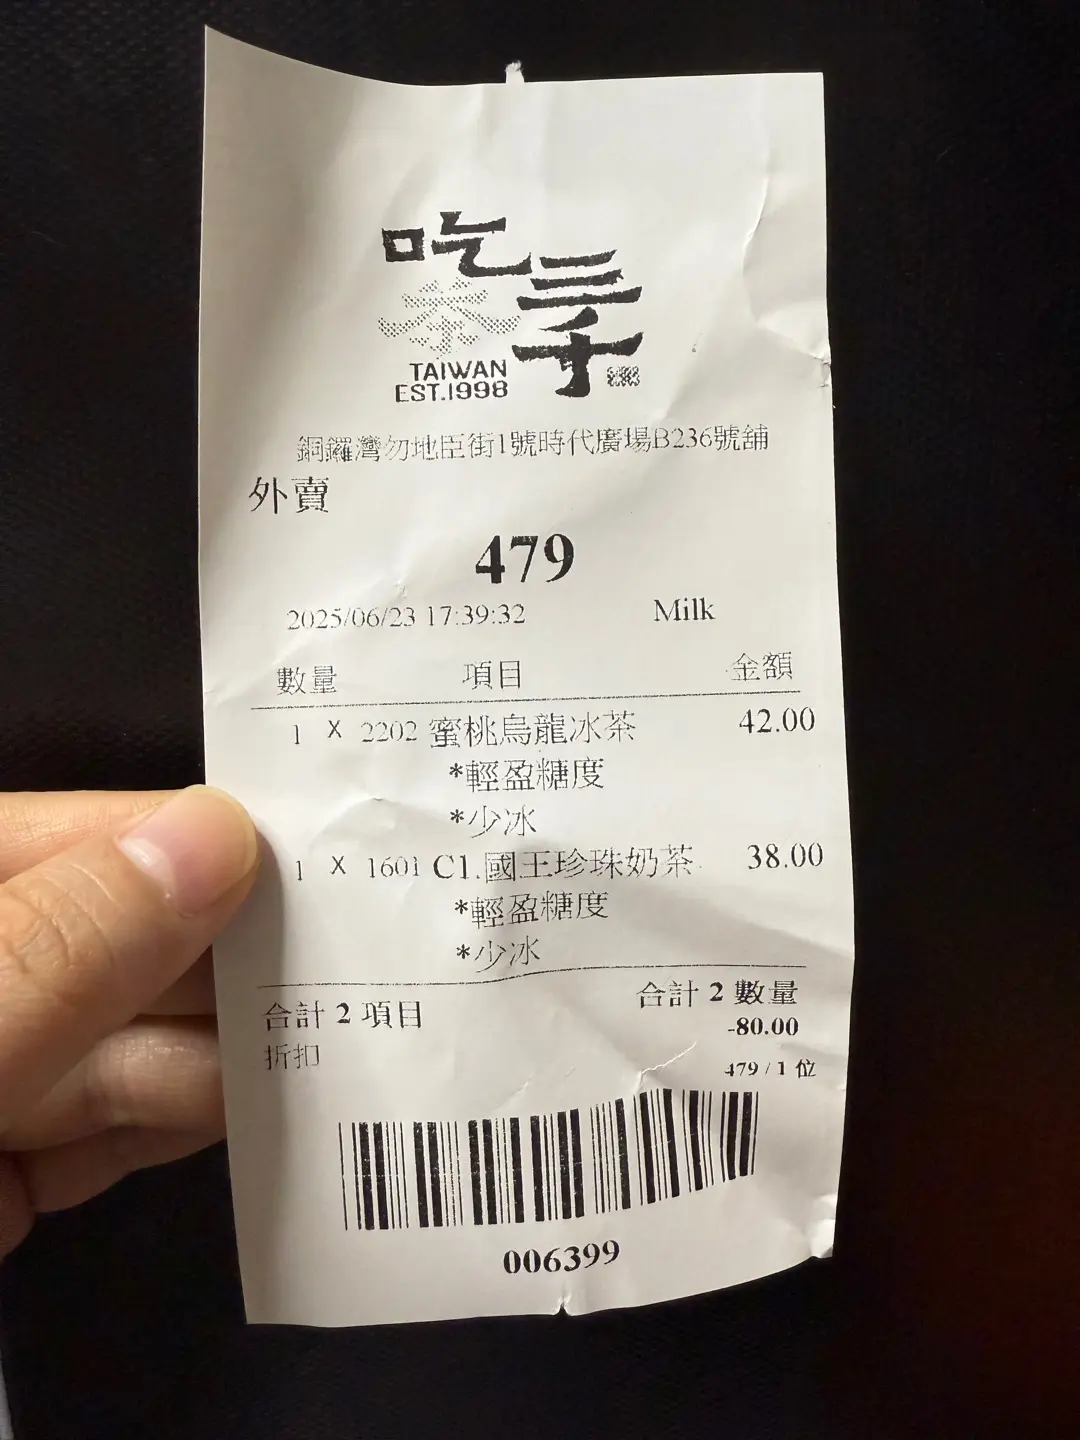 吃茶三千
TAIWAN
EST.1998
銅鑼灣勿地臣街1號時代廣場B236號舖
外賣
479
2025/06/23 17:39:32 Milk
數量 項目 金額
1 X 2202 蜜桃烏龍冰茶 42.00
*輕盈糖度
*少冰
1 X 1601 C1.國王珍珠奶茶 38.00
*輕盈糖度
*少冰
合計 2 項目 合計 2 數量
折扣 -80.00
479 / 1 位
006399